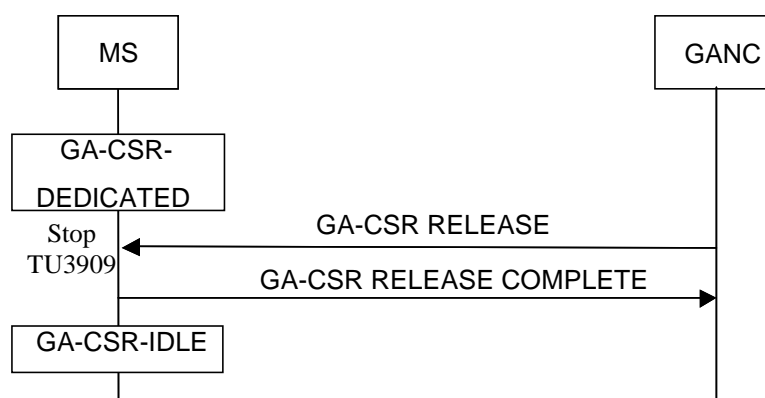 MS
GANC
GA-CSR-
DEDICATED
GA-CSR RELEASE
Stop
TU3909
GA-CSR RELEASE COMPLETE
GA-CSR-IDLE